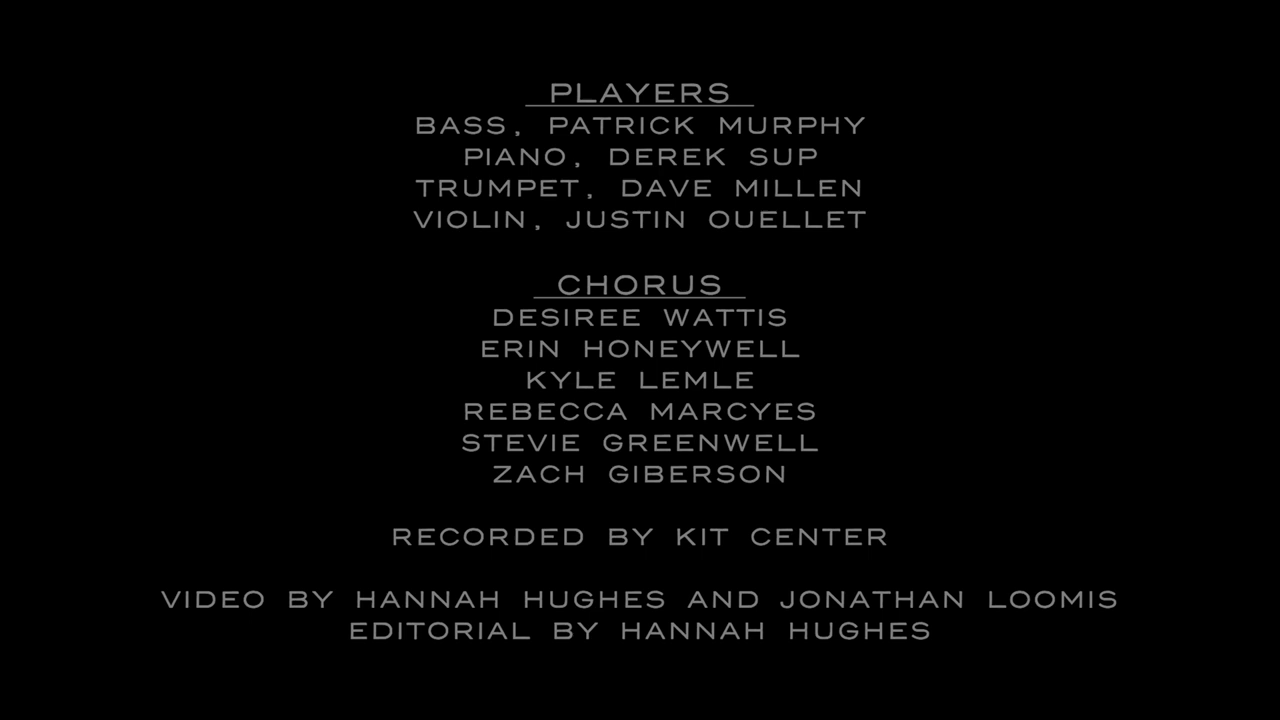 PLAYERS
BASS, PATRICK MURPHY
PIANO, DEREK SUP
TRUMPET, DAVE MILLEN
VIOLIN, JUSTIN OUELLET
CHORUS
DESIREE WATTIS
ERIN HONEYWELL
KYLE LEMLE
REBECCA MARCYES
STEVIE GREENWELL
ZACH GIBERSON
RECORDED BY KIT CENTER
VIDEO BY HANNAH HUGHES AND JONATHAN LOOMIS
EDITORIAL BY HANNAH HUGHES